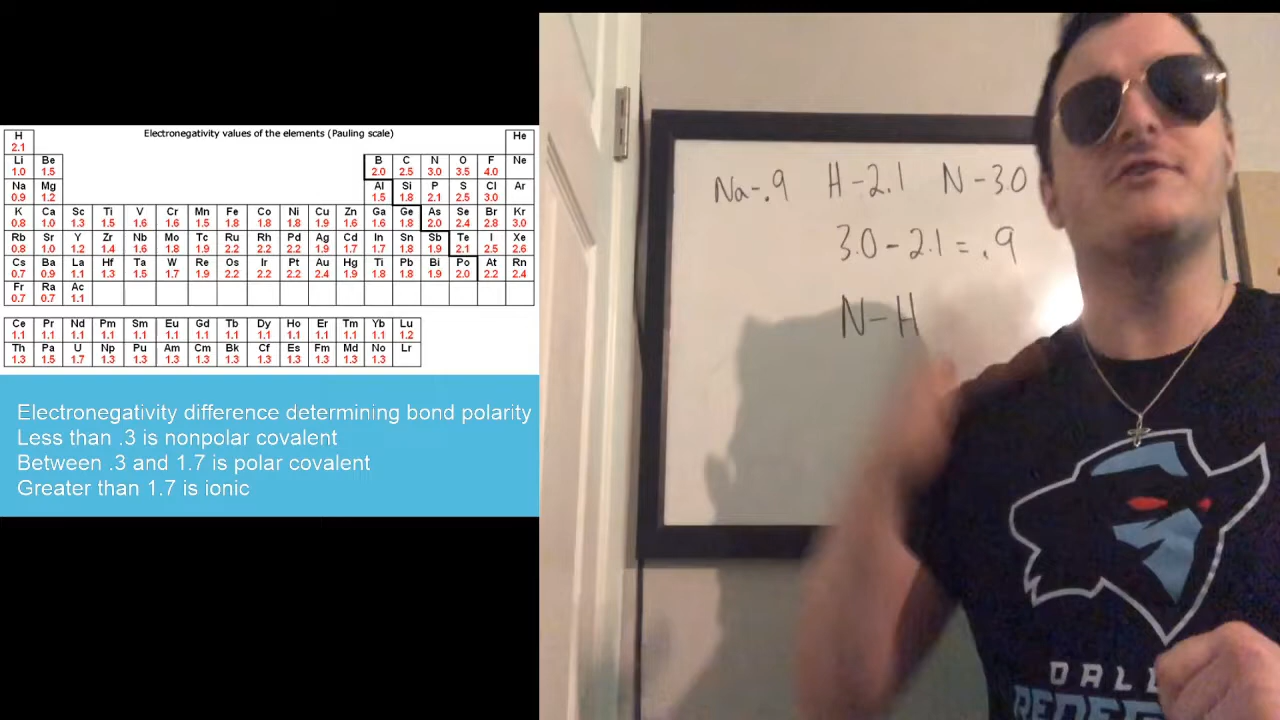 Electronegativity values of the elements (Pauling scale)
H He
2.1
Li Be B C N O F Ne
1.0 1.5 2.0 2.5 3.0 3.5 4.0
Na Mg Al Si P S Cl Ar
0.9 1.2 1.5 1.8 2.1 2.5 3.0
K Ca Sc Ti V Cr Mn Fe Co Ni Cu Zn Ga Ge As Se Br Kr
0.8 1.0 1.3 1.5 1.6 1.6 1.5 1.8 1.8 1.8 1.9 1.6 1.6 1.8 2.0 2.4 2.8 3.0
Rb Sr Y Zr Nb Mo Tc Ru Rh Pd Ag Cd In Sn Sb Te I Xe
0.8 1.0 1.2 1.4 1.6 1.8 1.9 2.2 2.2 2.2 1.9 1.7 1.7 1.8 1.9 2.1 2.5 2.6
Cs Ba La Hf Ta W Re Os Ir Pt Au Hg Ti Pb Bi Po At Rn
0.7 0.9 1.1 1.3 1.5 1.7 1.9 2.2 2.2 2.2 2.4 1.9 1.8 1.8 1.9 2.0 2.2 2.4
Fr Ra Ac
0.7 0.7 1.1
Ce Pr Nd Pm Sm Eu Gd Tb Dy Ho Er Tm Yb Lu
1.1 1.1 1.1 1.1 1.1 1.1 1.1 1.1 1.1 1.1 1.1 1.1 1.1 1.2
Th Pa U Np Pu Am Cm Bk Cf Es Fm Md No Lr
1.3 1.5 1.7 1.3 1.3 1.3 1.3 1.3 1.3 1.3 1.3 1.3 1.3
Electronegativity difference determining bond polarity
Less than .3 is nonpolar covalent
Between .3 and 1.7 is polar covalent
Greater than 1.7 is ionic
Na-.9 H-2.1 N-3.0
3.0-2.1=.9
N-H
DALL